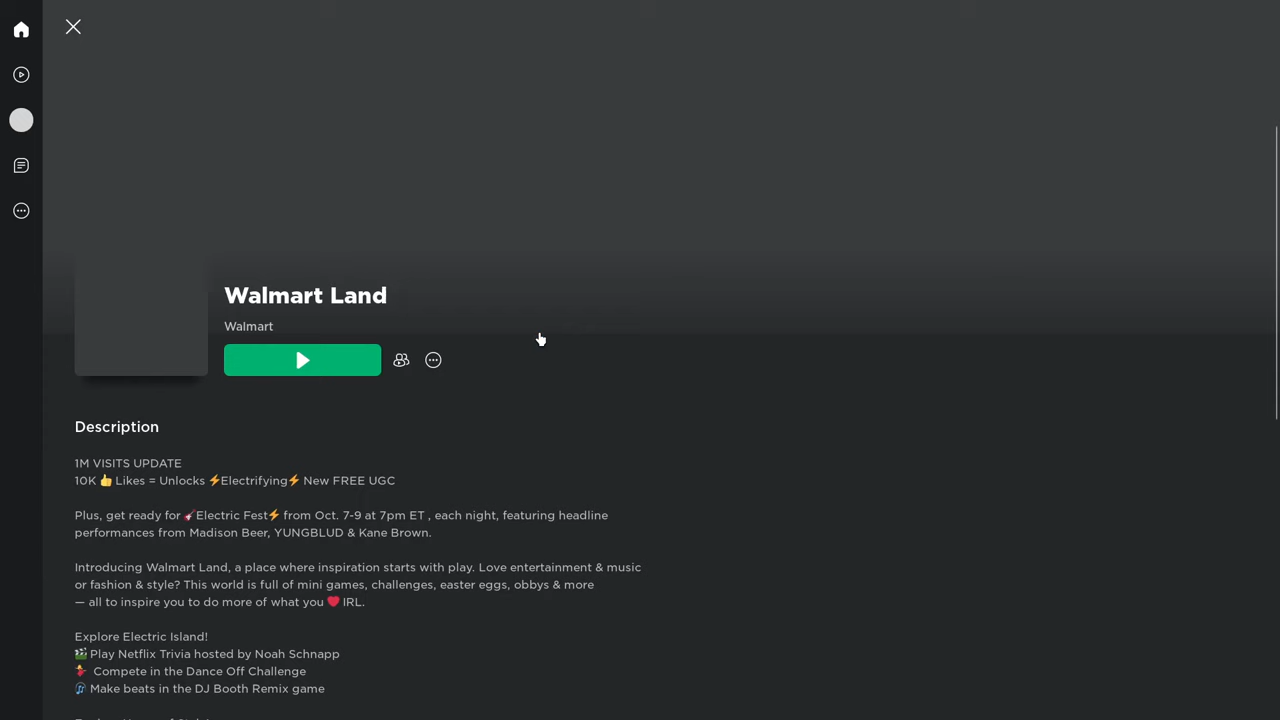 Walmart Land
Walmart
Description
1M VISITS UPDATE
10K 👍 Likes = Unlocks ⚡Electrifying⚡ New FREE UGC
Plus, get ready for 🎸Electric Fest⚡ from Oct. 7-9 at 7pm ET , each night, featuring headline
performances from Madison Beer, YUNGBLUD & Kane Brown.
Introducing Walmart Land, a place where inspiration starts with play. Love entertainment & music
or fashion & style? This world is full of mini games, challenges, easter eggs, obbys & more
— all to inspire you to do more of what you ❤️ IRL.
Explore Electric Island!
🎬 Play Netflix Trivia hosted by Noah Schnapp
💃 Compete in the Dance Off Challenge
🎧 Make beats in the DJ Booth Remix game